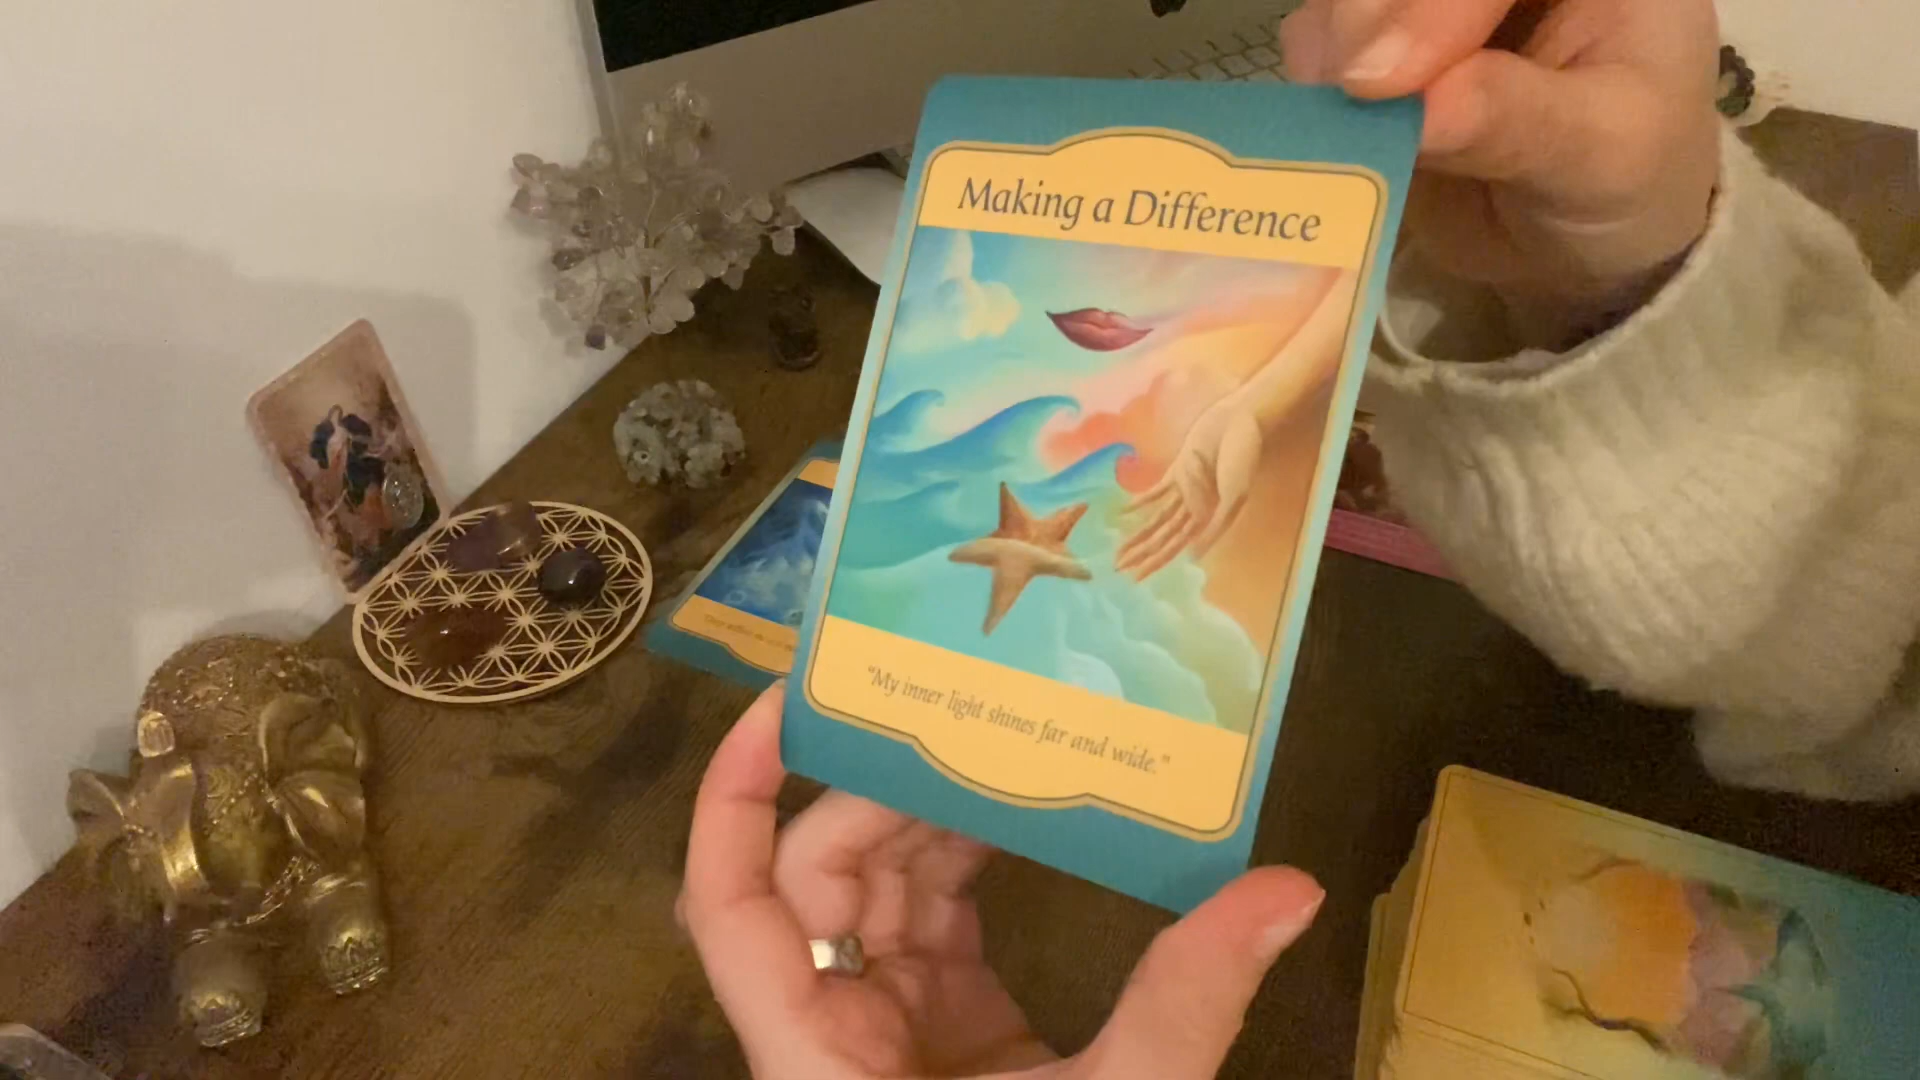 Making a Difference
"My inner light shines far and wide."